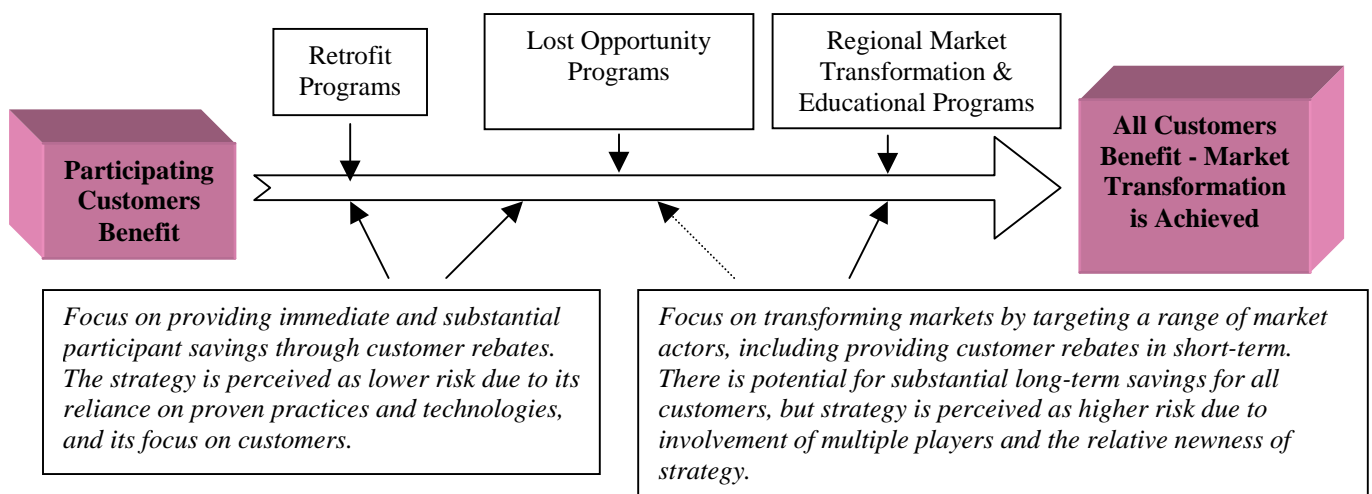 Retrofit
Programs
Lost Opportunity
Programs
Regional Market
Transformation &
Educational Programs
Participating
Customers
Benefit
All Customers
Benefit - Market
Transformation
is Achieved
Focus on providing immediate and substantial
participant savings through customer rebates.
The strategy is perceived as lower risk due to its
reliance on proven practices and technologies,
and its focus on customers.
Focus on transforming markets by targeting a range of market
actors, including providing customer rebates in short-term.
There is potential for substantial long-term savings for all
customers, but strategy is perceived as higher risk due to
involvement of multiple players and the relative newness of
strategy.